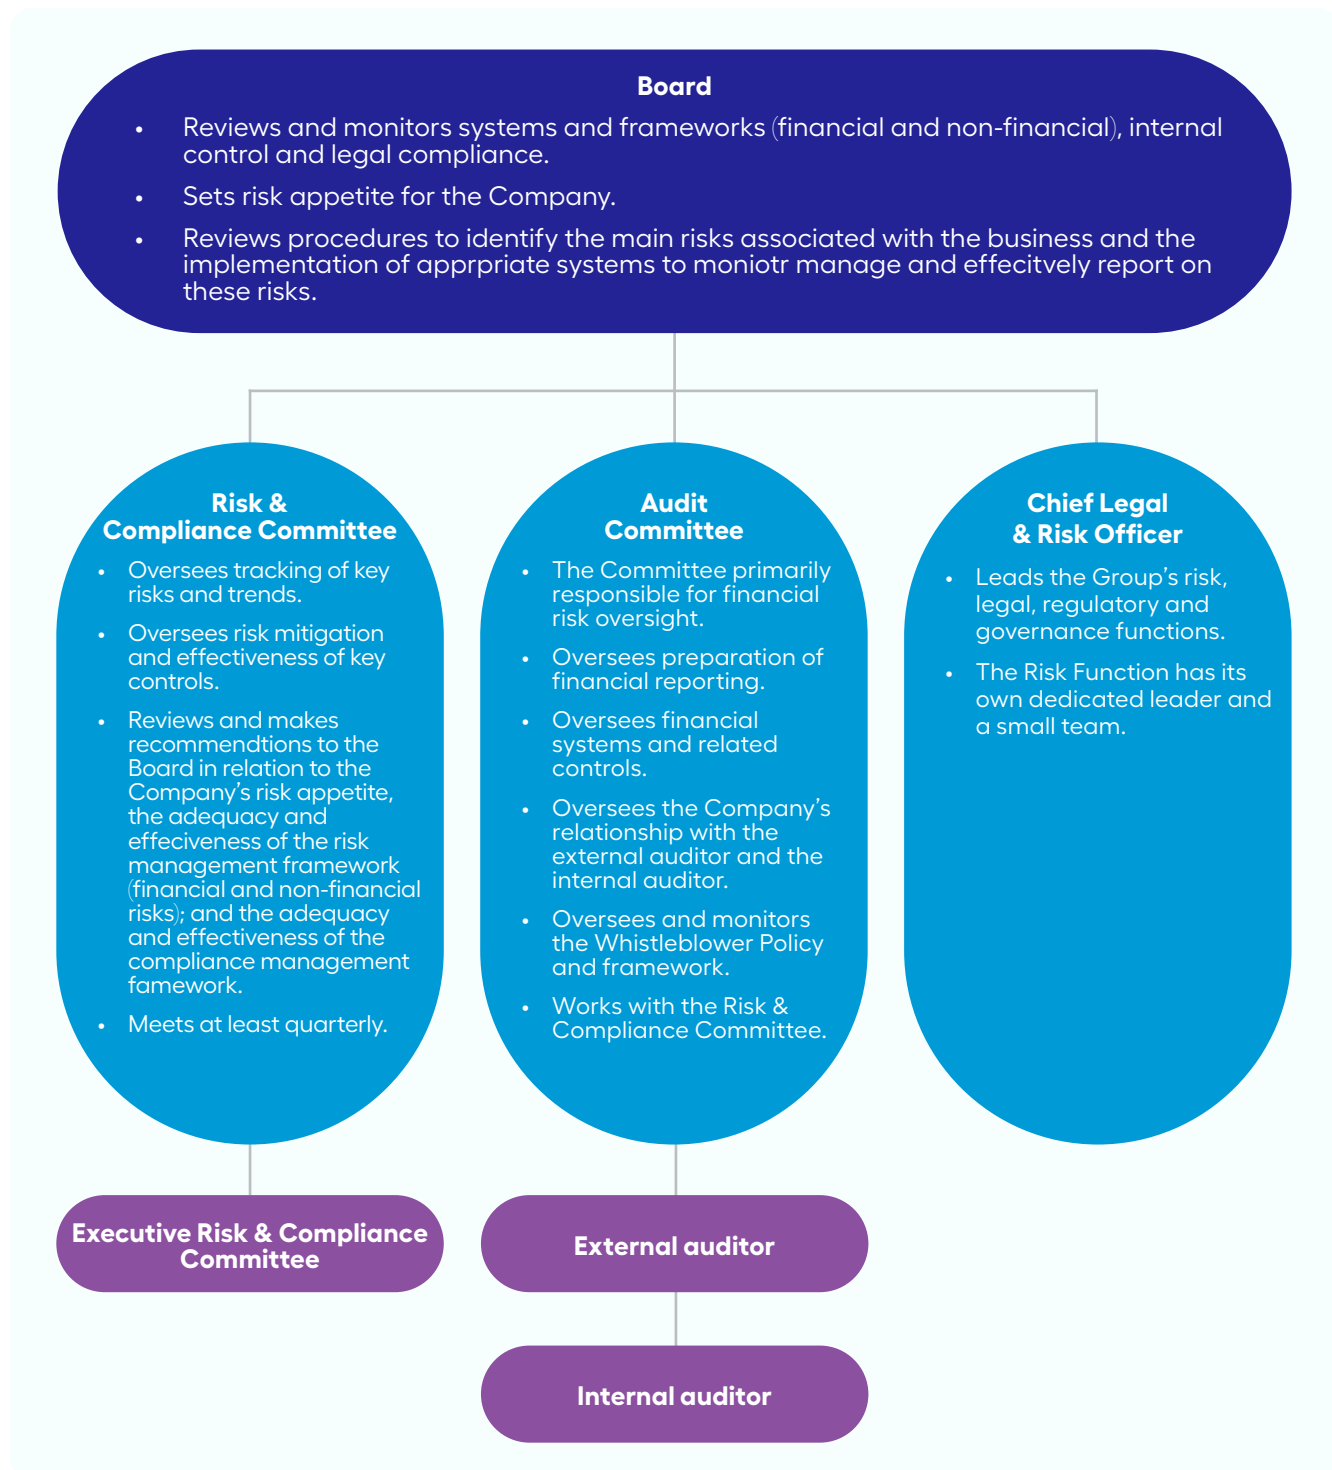 Board
• Reviews and monitors systems and frameworks (financial and non-financial), internal
control and legal compliance.
• Sets risk appetite for the Company.
• Reviews procedures to identify the main risks associated with the business and the
implementation of apprpriate systems to moniotr manage and effecitvely report on
these risks.
Risk &
Compliance Committee
• Oversees tracking of key
risks and trends.
• Oversees risk mitigation
and effectiveness of key
controls.
• Reviews and makes
recommendtions to the
Board in relation to the
Company’s risk appetite,
the adequacy and
effeciveness of the risk
management framework
(financial and non-financial
risks); and the adequacy
and effectiveness of the
compliance management
famework.
• Meets at least quarterly.
Audit
Committee
• The Committee primarily
responsible for financial
risk oversight.
• Oversees preparation of
financial reporting.
• Oversees financial
systems and related
controls.
• Oversees the Company’s
relationship with the
external auditor and the
internal auditor.
• Oversees and monitors
the Whistleblower Policy
and framework.
• Works with the Risk &
Compliance Committee.
Chief Legal
& Risk Officer
• Leads the Group’s risk,
legal, regulatory and
governance functions.
• The Risk Function has its
own dedicated leader and
a small team.
Executive Risk & Compliance
Committee
External auditor
Internal auditor